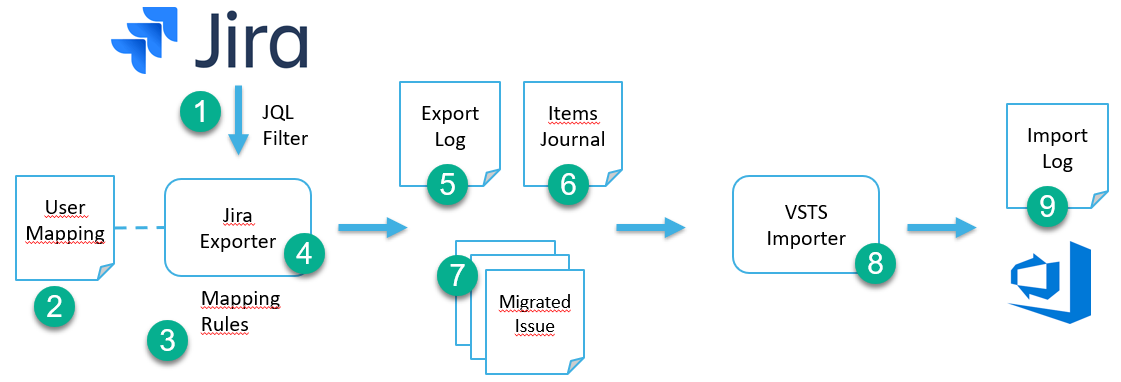 Jira
1
JQL
Filter
User
Mapping
2
Jira
Exporter
4
Mapping
Rules
3
Export
Log
5
Items
Journal
6
7
Migrated
Issue
VSTS
Importer
8
Import
Log
9